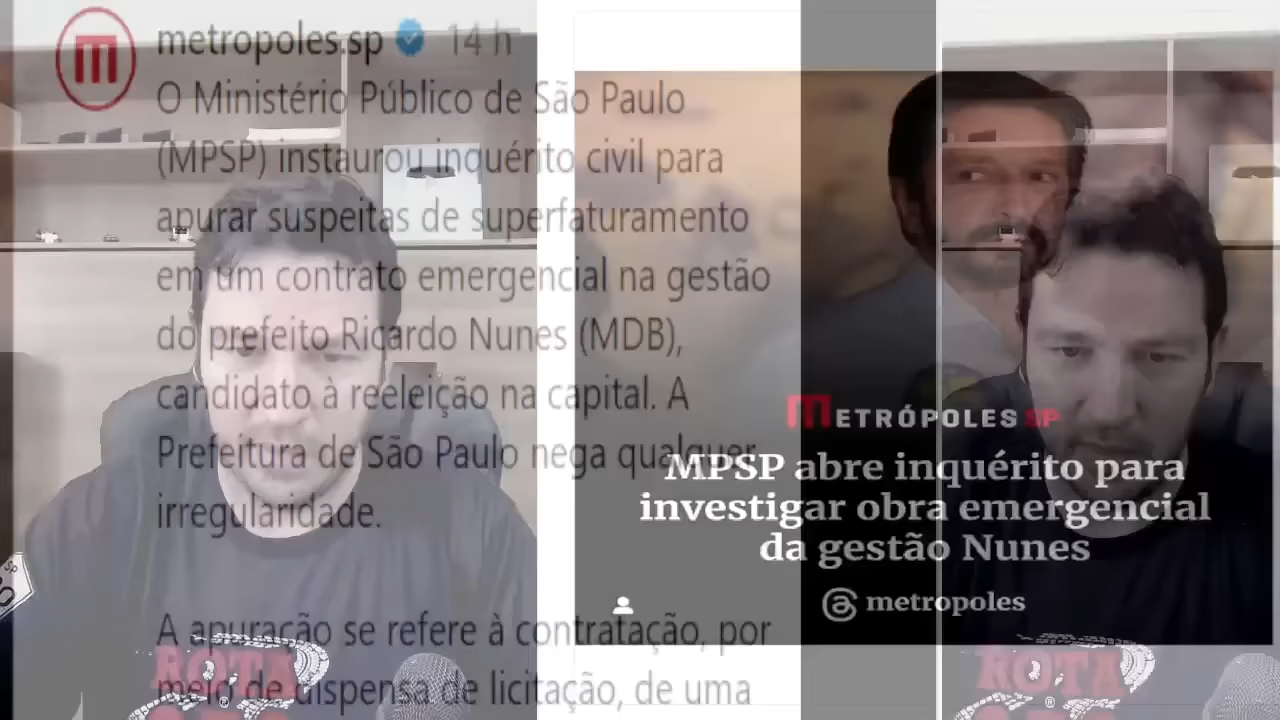 metropoles.sp 14 h
O Ministério Público de São Paulo
(MPSP) instaurou inquérito civil para
apurar suspeitas de superfaturamento
em um contrato emergencial na gestão
do prefeito Ricardo Nunes (MDB),
candidato à reeleição na capital. A
Prefeitura de São Paulo nega qualquer
irregularidade.
A apuração se refere à contratação, por
meio de dispensa de licitação, de uma
METRÓPOLES SP
MPSP abre inquérito para
investigar obra emergencial
da gestão Nunes
metropoles
SP
ROTA
ROTA